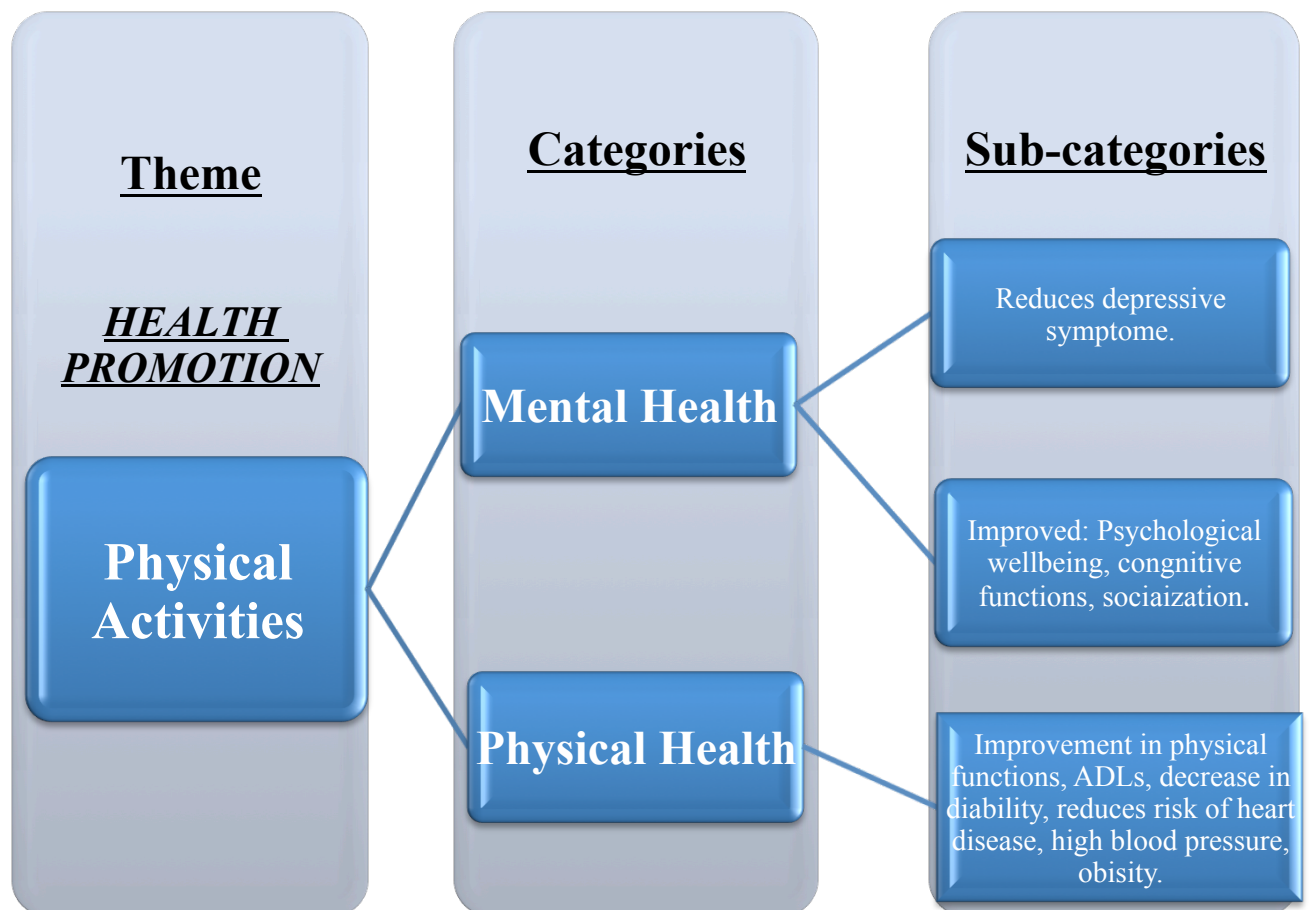 Theme
HEALTH
PROMOTION
Physical
Activities
Categories
Mental Health
Physical Health
Sub-categories
Reduces depressive
symptome.
Improved: Psychological
wellbeing, congnitive
functions, sociaization.
Improvement in physical
functions, ADLs, decrease in
diability, reduces risk of heart
disease, high blood pressure,
obisity.